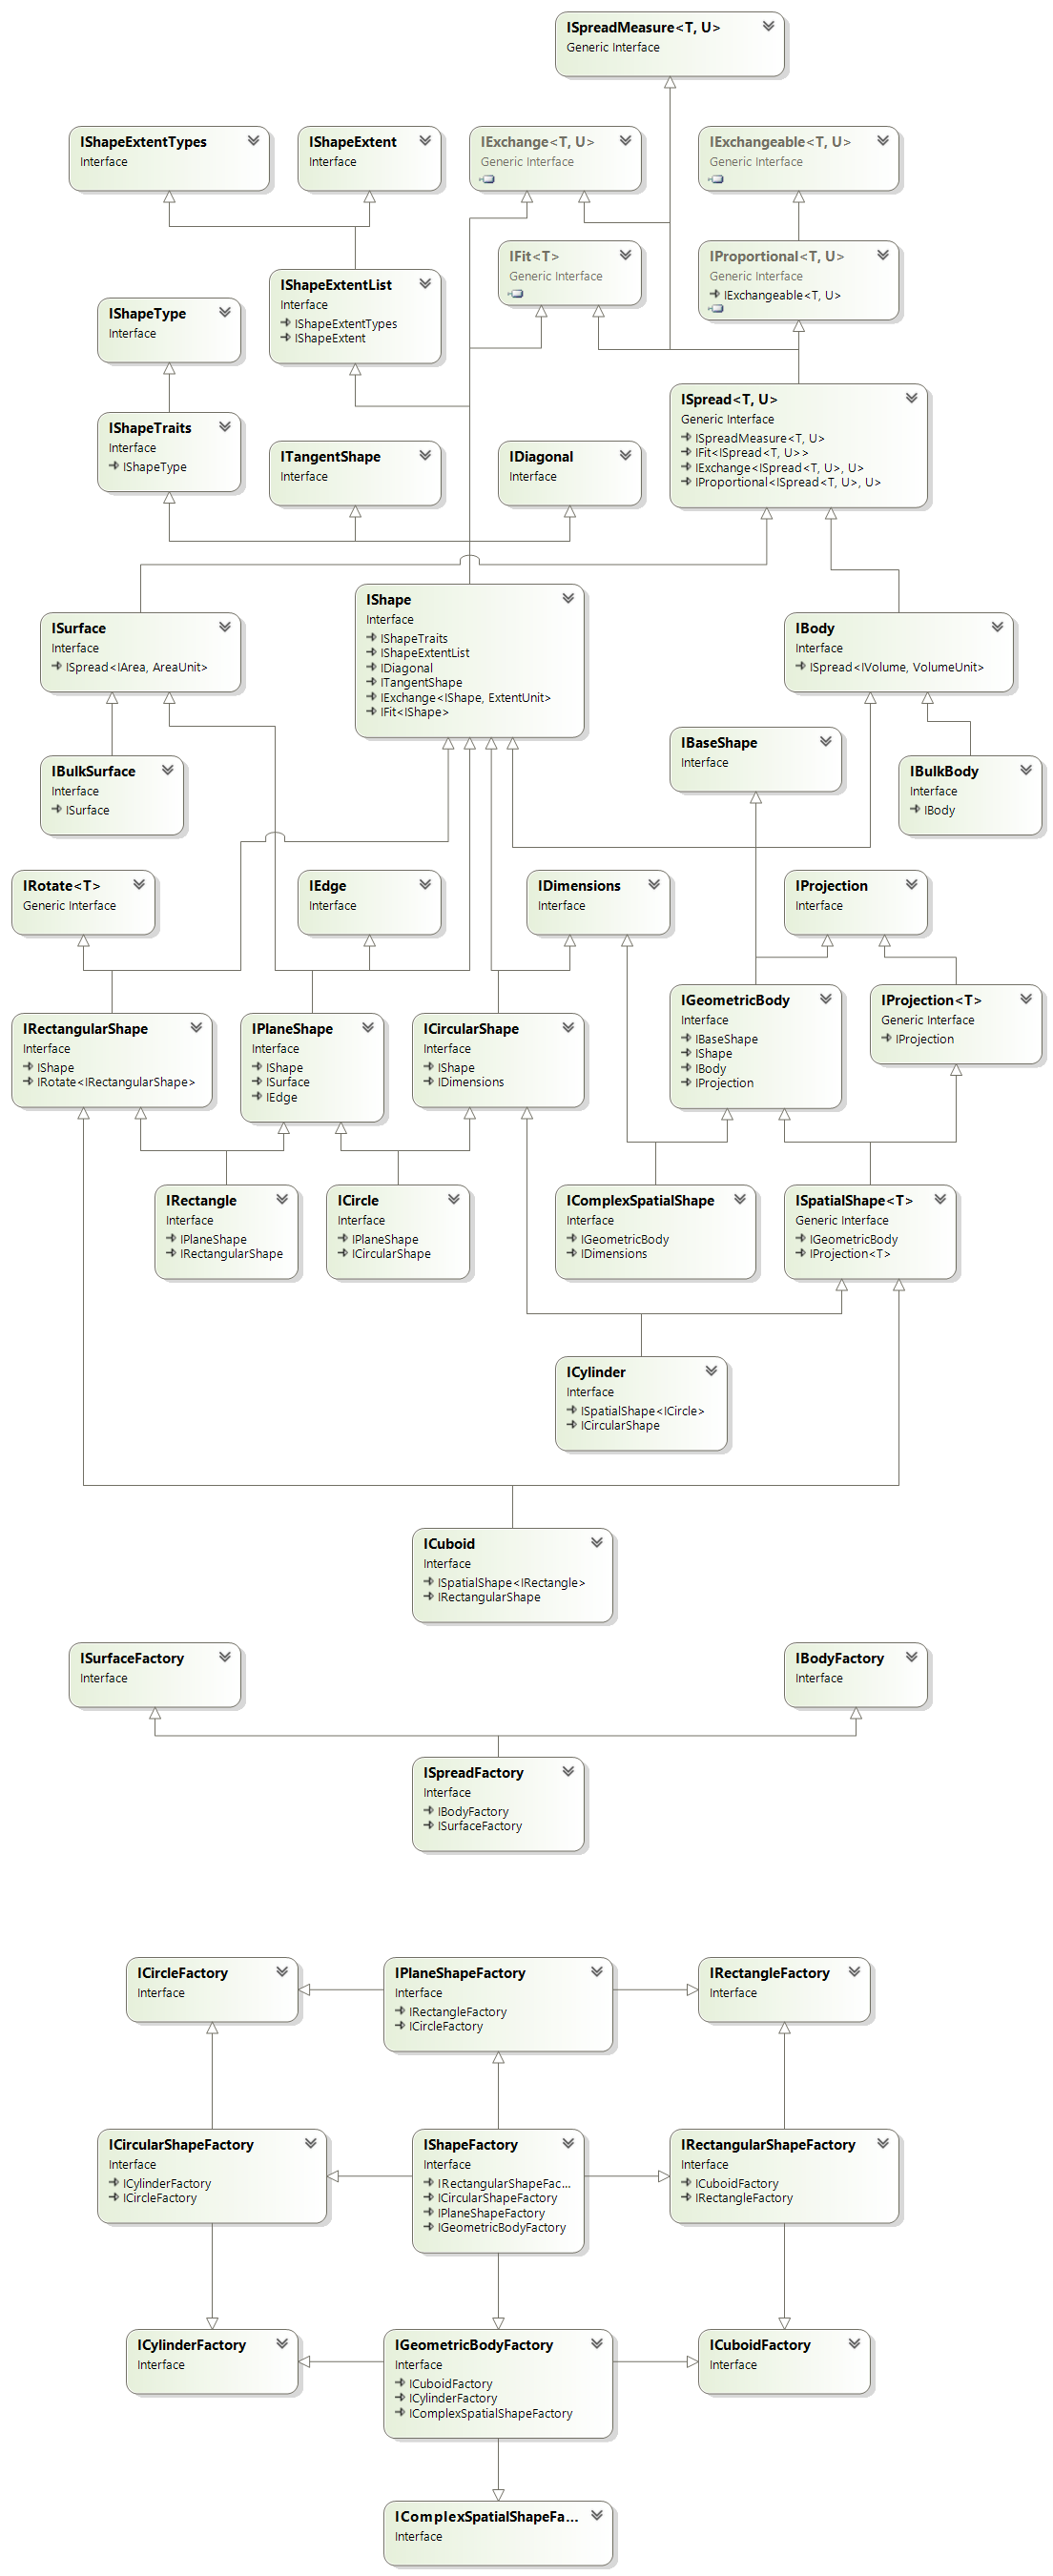 ISpreadMeasure<T, U>
Generic Interface
IShapeExtentTypes
Interface
IShapeExtent
Interface
IExchange<T, U>
Generic Interface
IExchangeable<T, U>
Generic Interface
IFit<T>
Generic Interface
IProportional<T, U>
Generic Interface
IExchangeable<T, U>
IShapeExtentList
Interface
IShapeExtentTypes
IShapeExtent
IShapeType
Interface
ISpread<T, U>
Generic Interface
ISpreadMeasure<T, U>
IFit<ISpread<T, U>>
IExchange<ISpread<T, U>, U>
IProportional<ISpread<T, U>, U>
IShapeTraits
Interface
IShapeType
ITangentShape
Interface
IDiagonal
Interface
IShape
Interface
IShapeTraits
IShapeExtentList
IDiagonal
ITangentShape
IExchange<IShape, ExtentUnit>
IFit<IShape>
ISurface
Interface
ISpread<IArea, AreaUnit>
IBody
Interface
ISpread<IVolume, VolumeUnit>
IBaseShape
Interface
IBulkSurface
Interface
ISurface
IBulkBody
Interface
IBody
IRotate<T>
Generic Interface
IEdge
Interface
IDimensions
Interface
IProjection
Interface
IGeometricBody
Interface
IBaseShape
IShape
IBody
IProjection
IProjection<T>
Generic Interface
IProjection
IRectangularShape
Interface
IShape
IRotate<IRectangularShape>
IPlaneShape
Interface
IShape
ISurface
IEdge
ICircularShape
Interface
IShape
IDimensions
IRectangle
Interface
IPlaneShape
IRectangularShape
ICircle
Interface
IPlaneShape
ICircularShape
IComplexSpatialShape
Interface
IGeometricBody
IDimensions
ISpatialShape<T>
Generic Interface
IGeometricBody
IProjection<T>
ICylinder
Interface
ISpatialShape<ICircle>
ICircularShape
ICuboid
Interface
ISpatialShape<IRectangle>
IRectangularShape
ISurfaceFactory
Interface
IBodyFactory
Interface
ISpreadFactory
Interface
IBodyFactory
ISurfaceFactory
ICircleFactory
Interface
IPlaneShapeFactory
Interface
IRectangleFactory
ICircleFactory
IRectangleFactory
Interface
ICircularShapeFactory
Interface
ICylinderFactory
ICircleFactory
IShapeFactory
Interface
IRectangularShapeFac...
ICircularShapeFactory
IPlaneShapeFactory
IGeometricBodyFactory
IRectangularShapeFactory
Interface
ICuboidFactory
IRectangleFactory
ICylinderFactory
Interface
IGeometricBodyFactory
Interface
ICuboidFactory
ICylinderFactory
IComplexSpatialShapeFactory
ICuboidFactory
Interface
IComplexSpatialShapeFa...
Interface